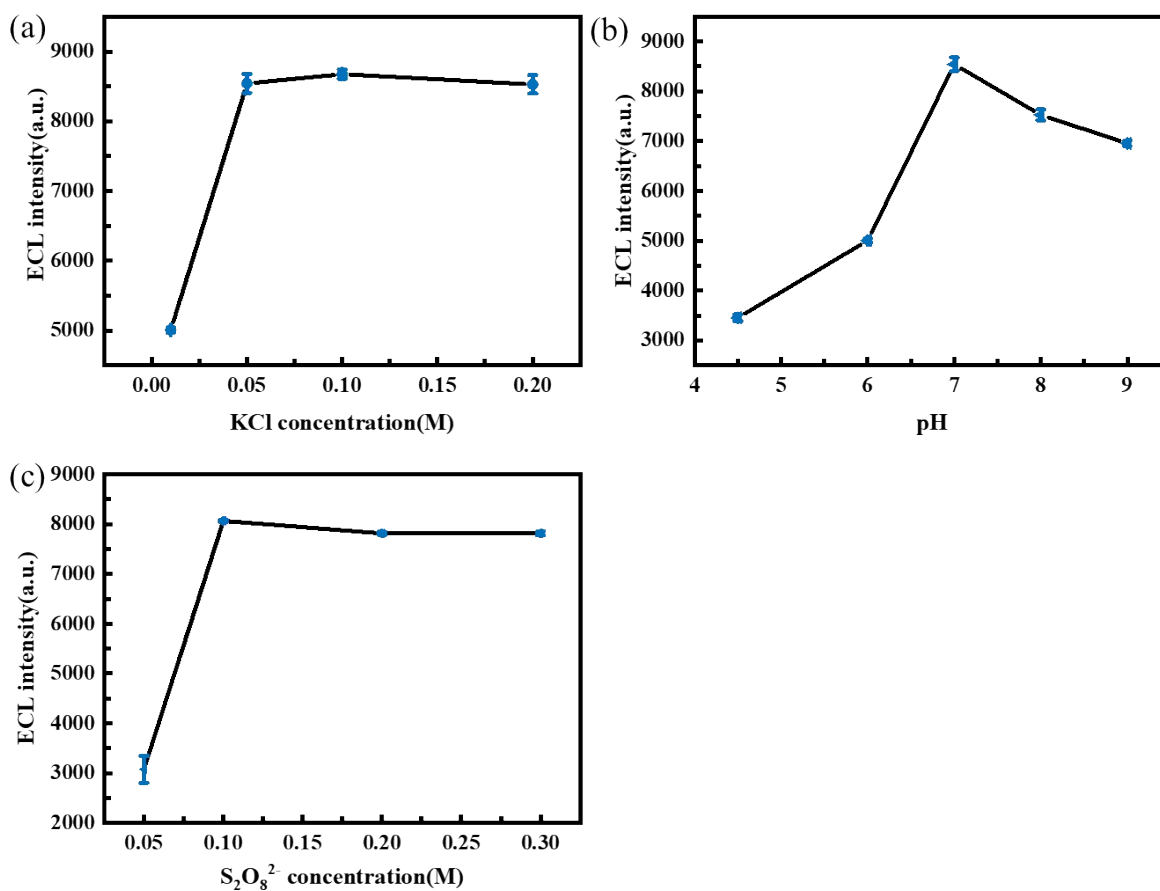 (a)
9000
8000
7000
6000
5000
ECL intensity(a.u.)
0.00 0.05 0.10 0.15 0.20
KCl concentration(M)
(b)
9000
8000
7000
6000
5000
4000
3000
ECL intensity(a.u.)
4 5 6 7 8 9
pH
(c)
9000
8000
7000
6000
5000
4000
3000
2000
ECL intensity(a.u.)
0.05 0.10 0.20 0.25 0.30
S₂O₈²⁻ concentration(M)